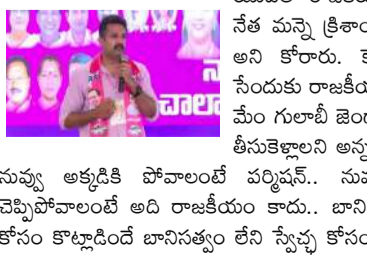 నేత మన్నె క్రిశాం
అని కోరారు.
సేందుకు రాజకీయ
మేం గులాబీ జెం
తీసుకెళ్లాలని అన్న
చాలా
నువ్వు అక్కడికి పోవాలంటే పర్మిషన్..
చెప్పిపోవాలంటే అది రాజకీయం కాదు.. బాని
కోసం కొట్లాడిందే బానిసత్వం లేని స్వేచ్ఛ కోసం